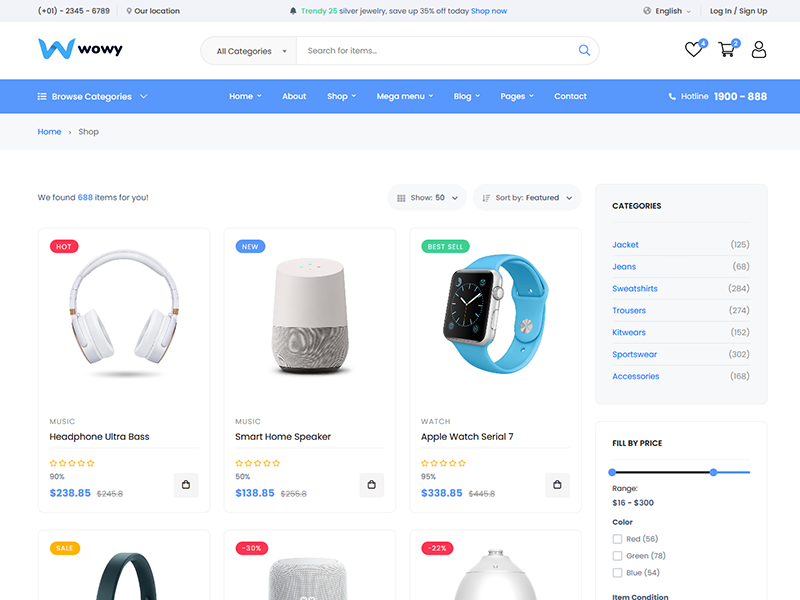 (+01) - 2345 - 6789
Our location
Trendy 25 silver jewelry, save up 35% off today Shop now
English
Log In / Sign Up
wowy
All Categories
Search for items...
4
2
Browse Categories
Home
About
Shop
Mega menu
Blog
Pages
Contact
Hotline 1900 - 888
Home
Shop
We found 688 items for you!
Show: 50
Sort by: Featured
HOT
MUSIC
Headphone Ultra Bass
90%
$238.85 $245.8
NEW
MUSIC
Smart Home Speaker
50%
$138.85 $255.8
BEST SELL
WATCH
Apple Watch Serial 7
95%
$338.85 $445.8
SALE
-30%
-22%
CATEGORIES
Jacket (125)
Jeans (68)
Sweatshirts (284)
Trousers (274)
Kitwears (152)
Sportswear (302)
Accessories (168)
FILL BY PRICE
Range:
$16 - $300
Color
Red (56)
Green (78)
Blue (54)
Item Condition